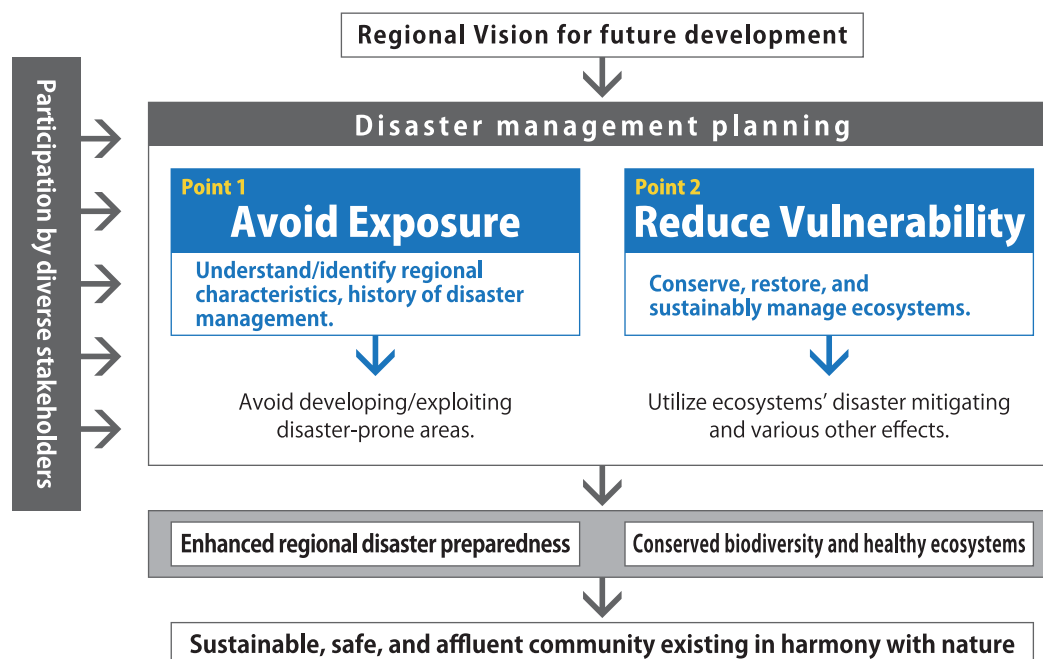 Regional Vision for future development
Participation by diverse stakeholders
Disaster management planning
Point 1
Avoid Exposure
Understand/identify regional
characteristics, history of disaster
management.
Avoid developing/exploiting
disaster-prone areas.
Point 2
Reduce Vulnerability
Conserve, restore, and
sustainably manage ecosystems.
Utilize ecosystems’ disaster mitigating
and various other effects.
Enhanced regional disaster preparedness
Conserved biodiversity and healthy ecosystems
Sustainable, safe, and affluent community existing in harmony with nature